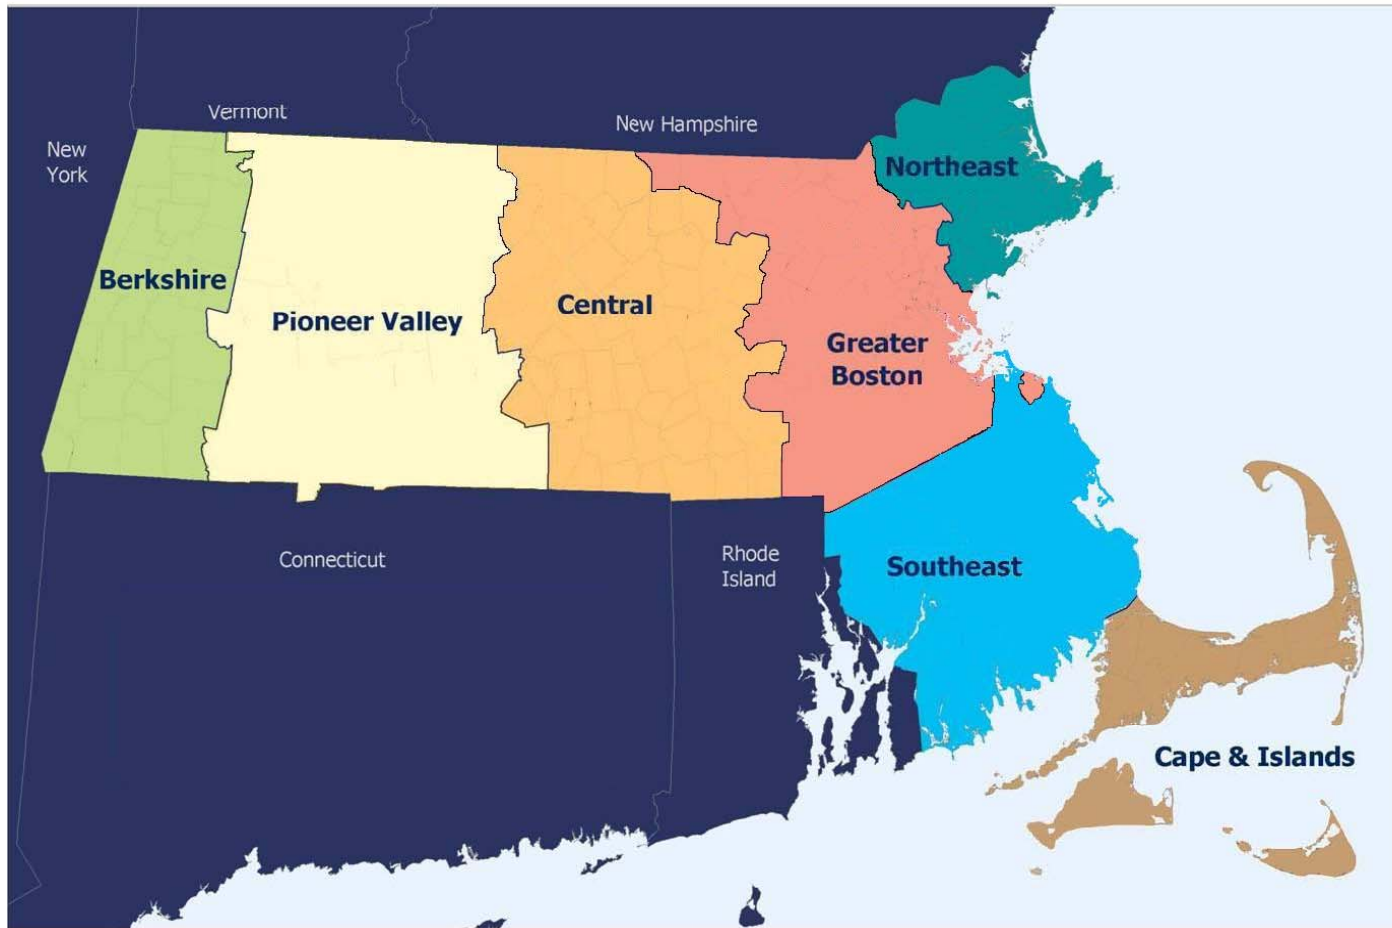 Vermont
New Hampshire
New
York
Northeast
Berkshire
Pioneer Valley
Central
Greater
Boston
Connecticut
Rhode
Island
Southeast
Cape & Islands